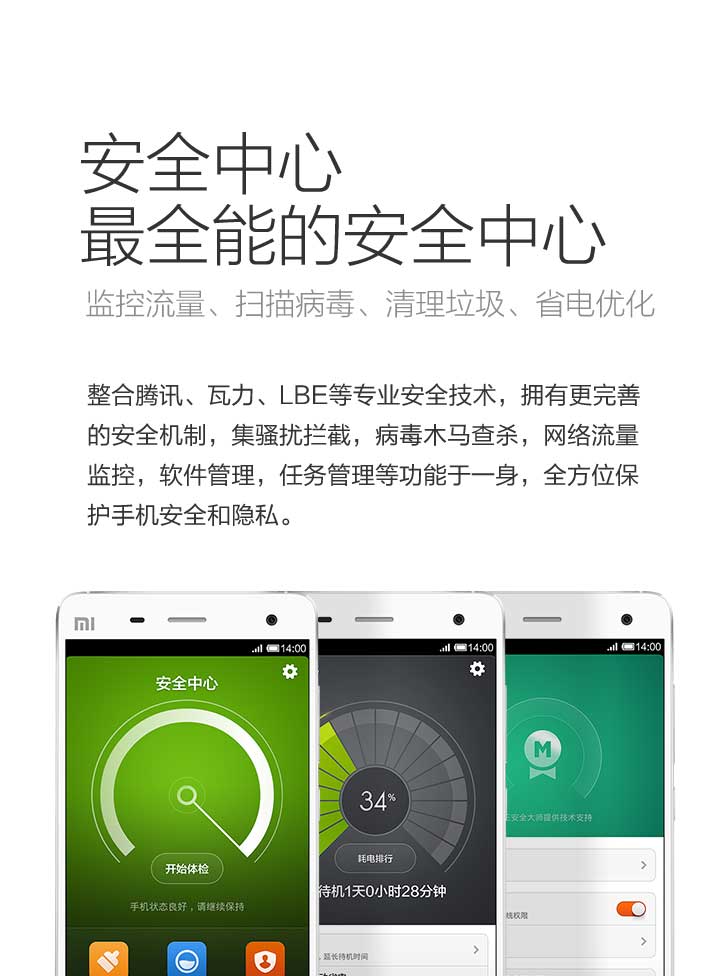 安全中心
最全能的安全中心
监控流量、扫描病毒、清理垃圾、省电优化
整合腾讯、瓦力、LBE等专业安全技术，拥有更完善
的安全机制，集骚扰拦截，病毒木马查杀，网络流量
监控，软件管理，任务管理等功能于一身，全方位保
护手机安全和隐私。
MI
14:00
安全中心
开始体检
手机状态良好，请继续保持
14:00
34%
耗电排行
待机1天0小时28分钟
，延长待机时间
14:00
M
安全大师提供技术支持
权限